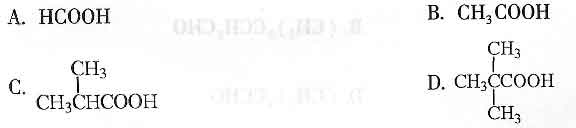 A. HCOOH
B. CH₃COOH
C. CH₃
CH₃CHCOOH
D. CH₃
CH₃CCOOH
CH₃